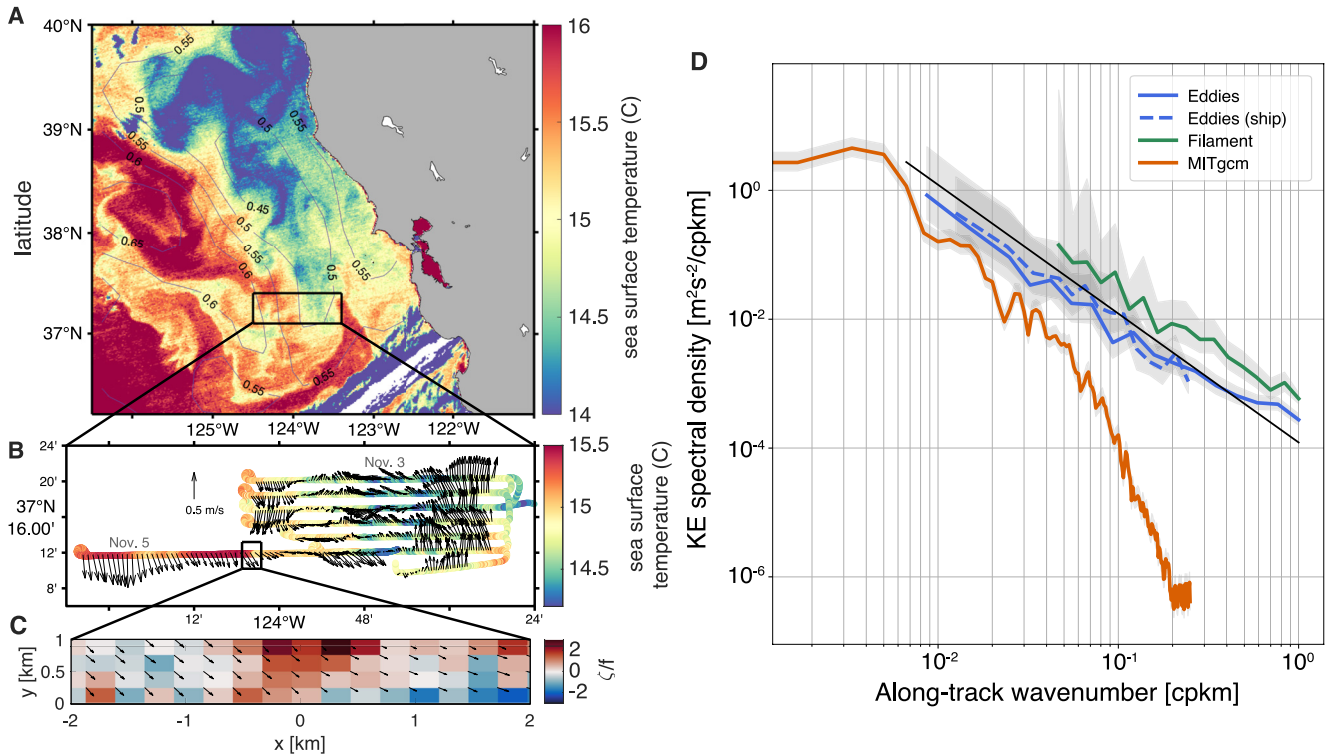 A
40°N
39°N
38°N
37°N
latitude
125°W
124°W
123°W
122°W
0.55
0.5
0.6
0.5
0.55
0.45
0.5
0.55
0.65
0.6
0.55
0.5
0.6
0.55
0.65
0.55
16
15.5
15
14.5
14
sea surface temperature (C)
B
24'
20'
37°N
16.00'
12'
8'
0.5 m/s
Nov. 3
Nov. 5
12'
124°W
48'
24'
15.5
15
14.5
sea surface
temperature (C)
C
1
0.5
0
y [km]
-2
-1
0
1
2
x [km]
2
0
-2
ζ/f
D
KE spectral density [m²s⁻²/cpkm]
10⁰
10⁻²
10⁻⁴
10⁻⁶
10⁻²
10⁻¹
10⁰
Along-track wavenumber [cpkm]
Eddies
Eddies (ship)
Filament
MITgcm